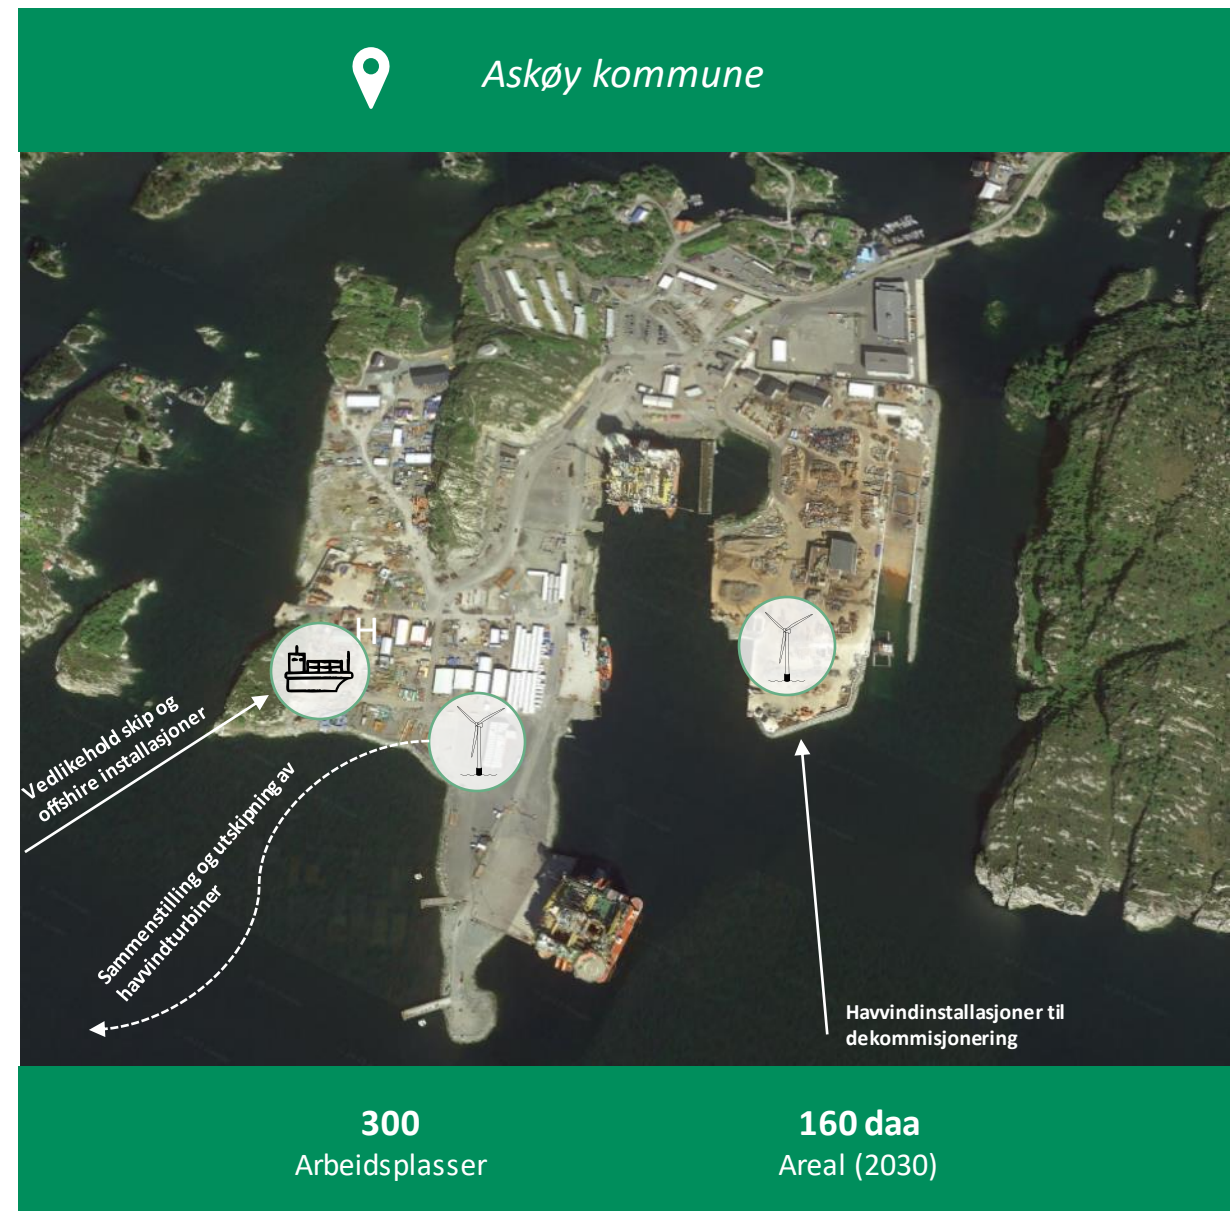 Askøy kommune
H
Vedlikehold skip og
offshire installasjoner
Sammenstilling og utskipning av
havvindturbiner
Havvindinstallasjoner til
dekommisjonering
300
Arbeidsplasser
160 daa
Areal (2030)